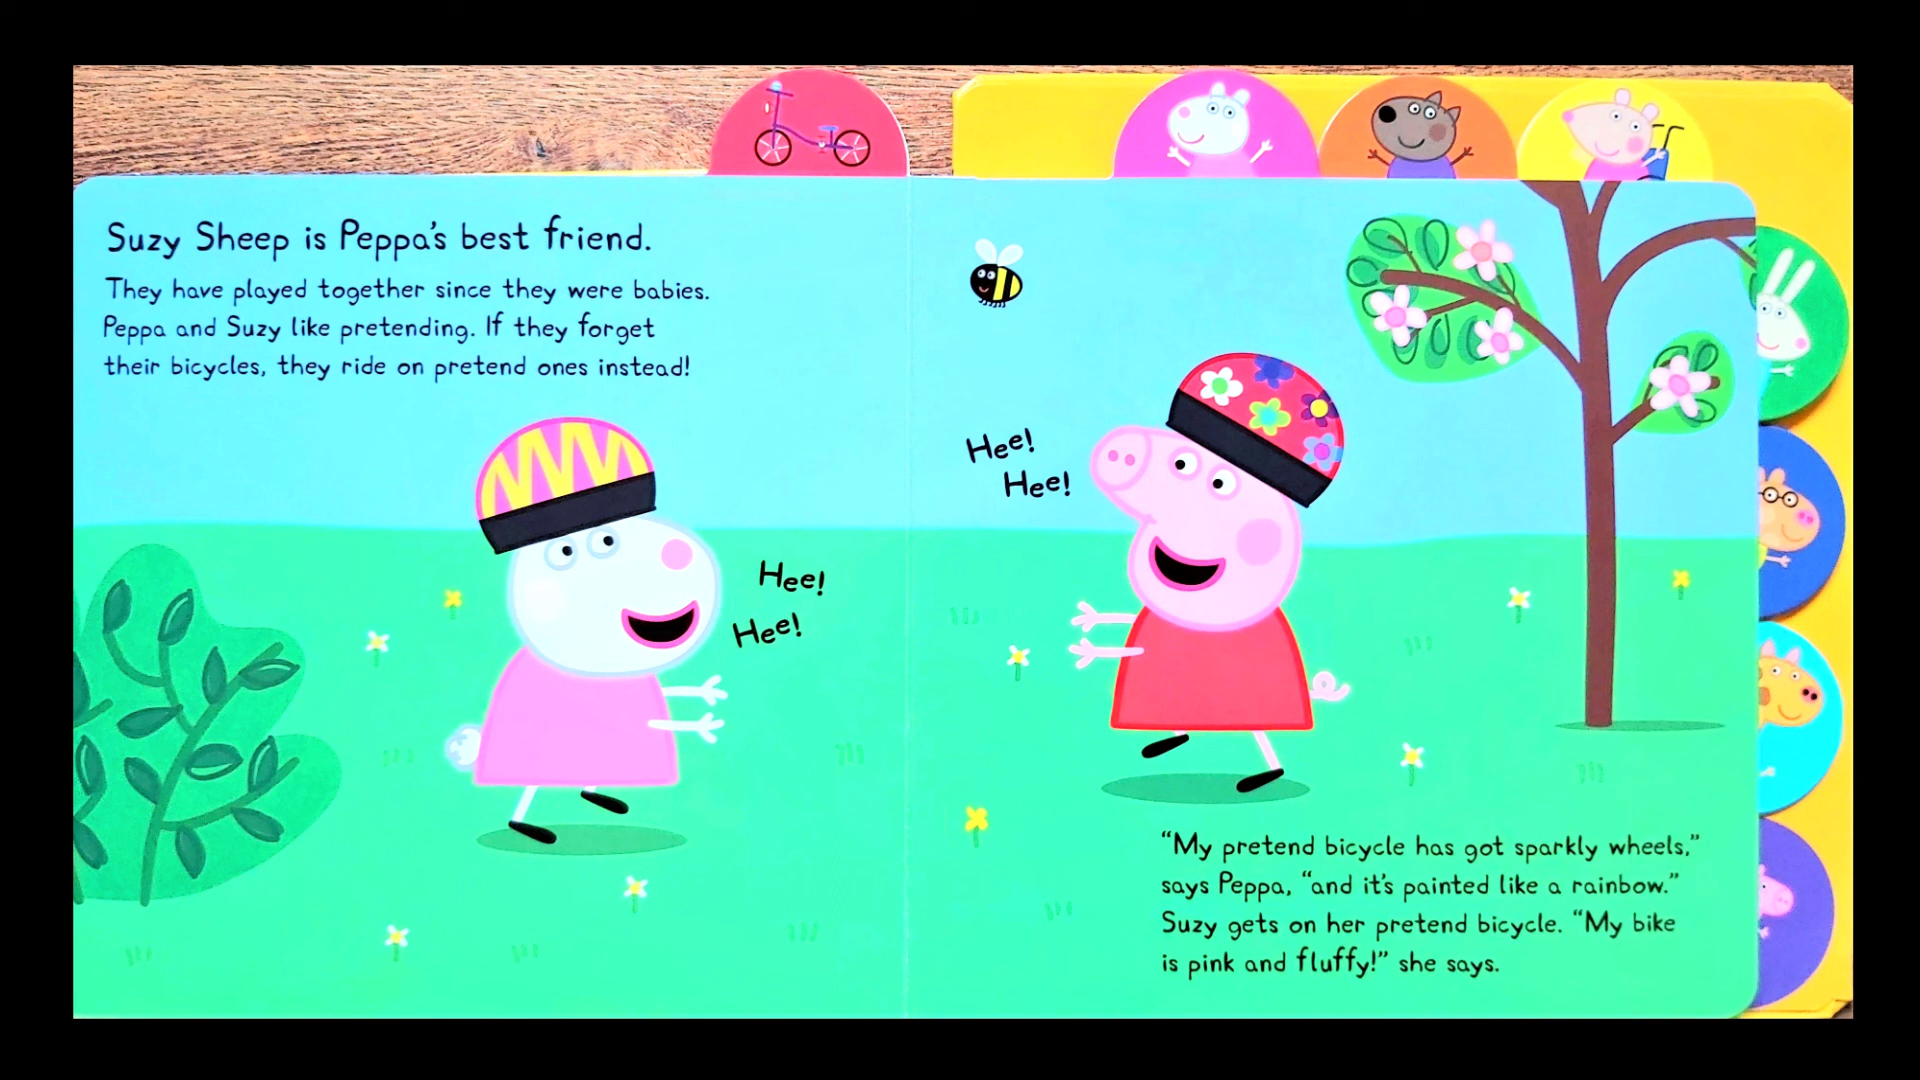 Suzy Sheep is Peppa's best friend.
They have played together since they were babies.
Peppa and Suzy like pretending. If they forget
their bicycles, they ride on pretend ones instead!
Hee!
Hee!
Hee!
Hee!
“My pretend bicycle has got sparkly wheels,”
says Peppa, “and it's painted like a rainbow.”
Suzy gets on her pretend bicycle. “My bike
is pink and fluffy!” she says.